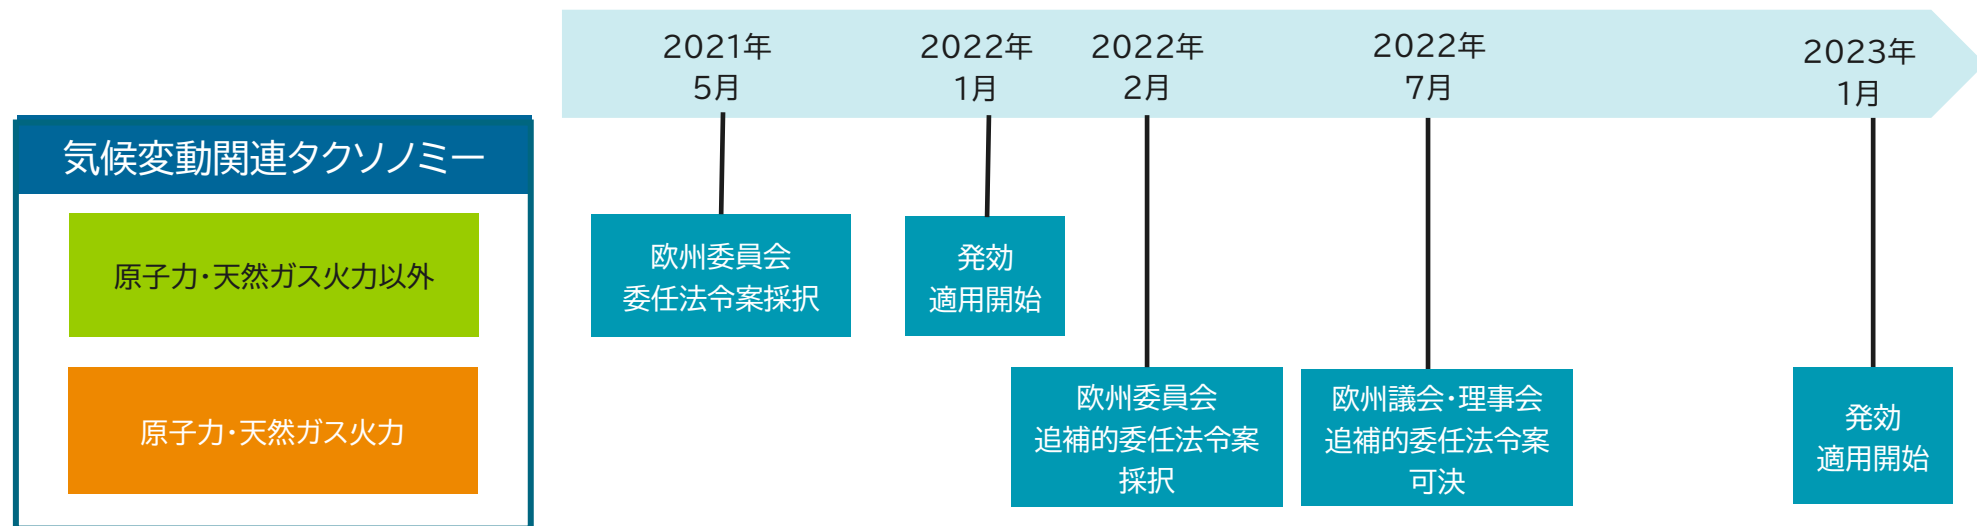 2021年
5月
2022年
1月
2022年
2月
2022年
7月
2023年
1月
気候変動関連タクソノミー
原子力・天然ガス火力以外
欧州委員会
委任法令案採択
発効
適用開始
原子力・天然ガス火力
欧州委員会
追補的委任法令案
採択
欧州議会・理事会
追補的委任法令案
可決
発効
適用開始